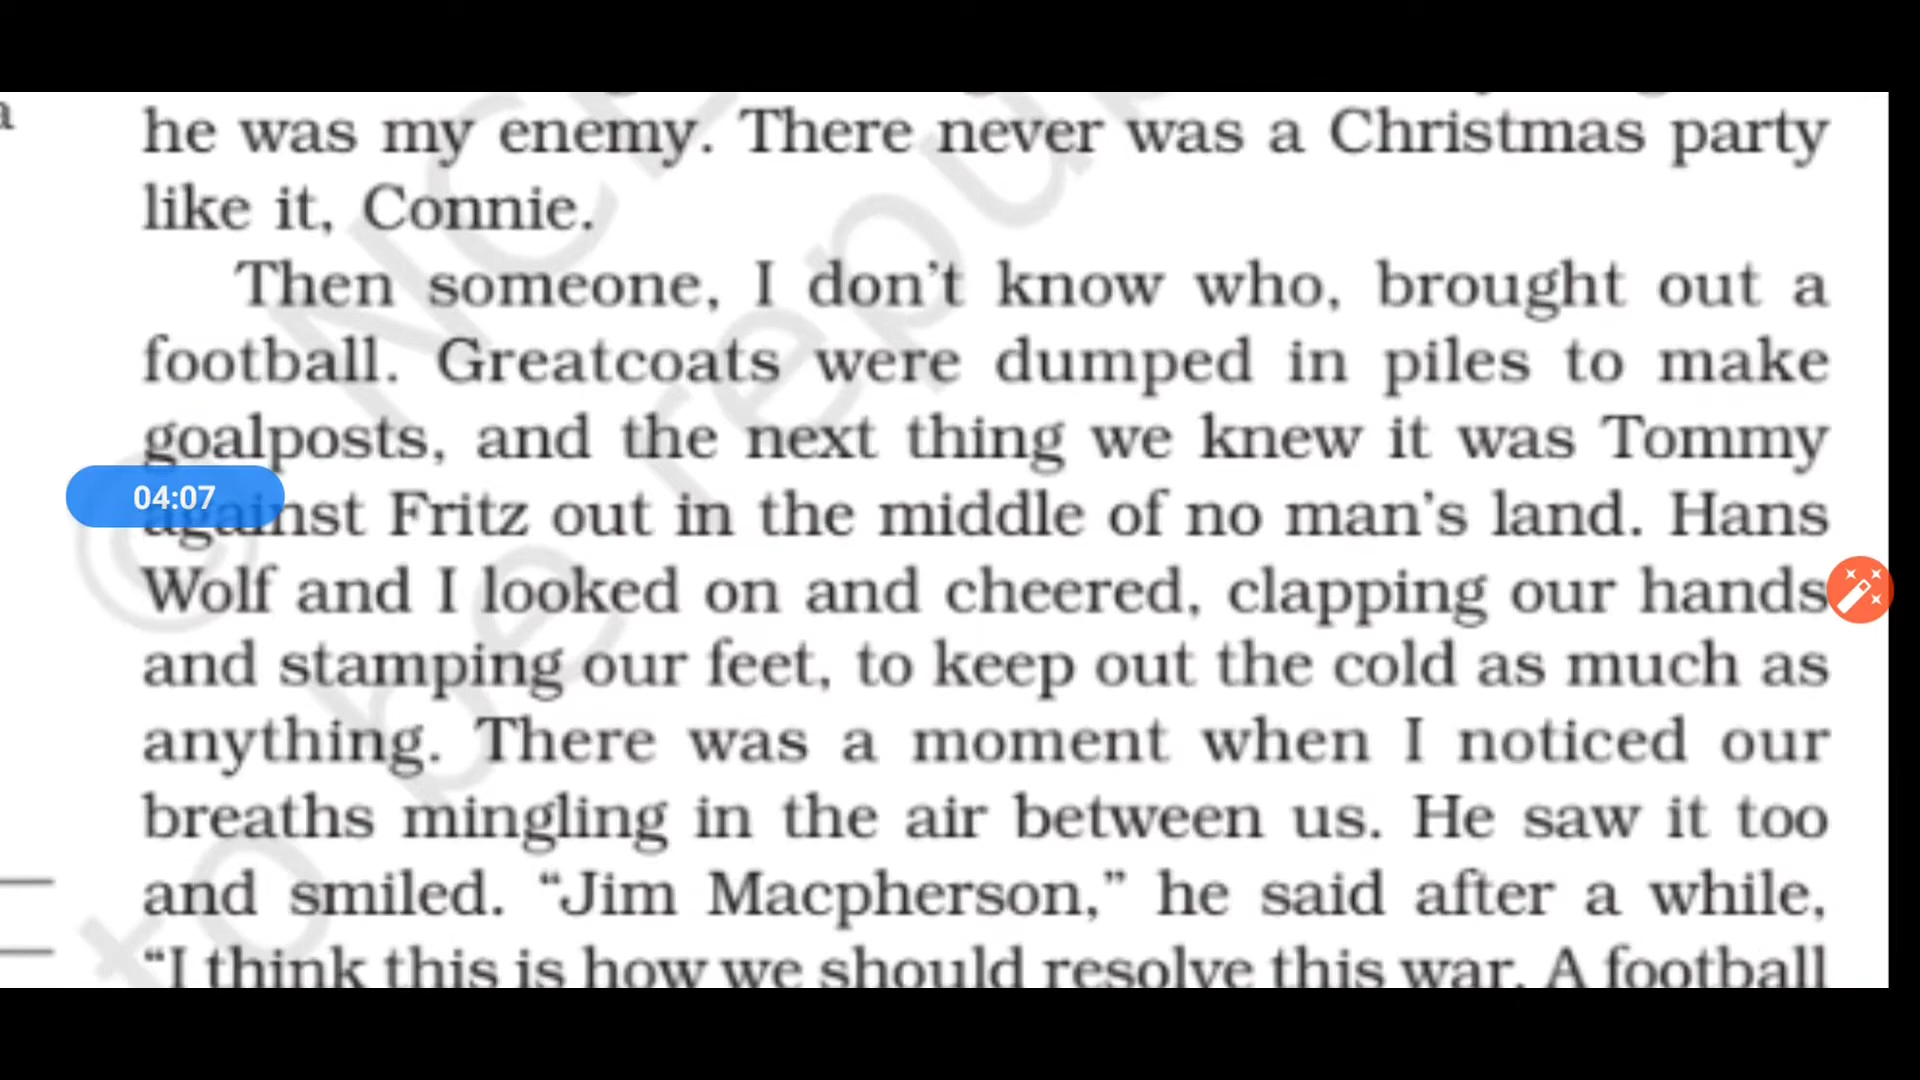 he was my enemy. There never was a Christmas party
like it, Connie.
Then someone, I don't know who, brought out a
football. Greatcoats were dumped in piles to make
goalposts, and the next thing we knew it was Tommy
04:07
against Fritz out in the middle of no man's land. Hans
Wolf and I looked on and cheered, clapping our hands
and stamping our feet, to keep out the cold as much as
anything. There was a moment when I noticed our
breaths mingling in the air between us. He saw it too
and smiled. “Jim Macpherson,” he said after a while,
“I think this is how we should resolve this war. A football